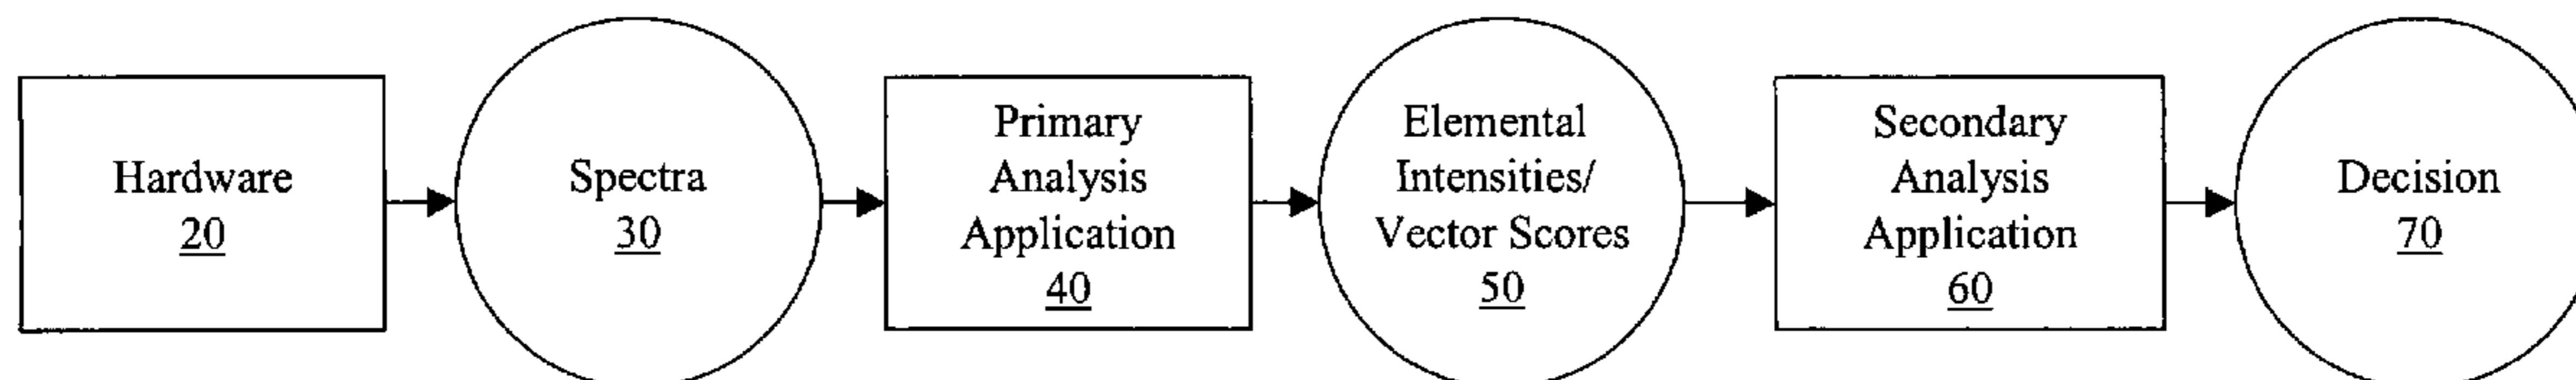 Hardware
20
Spectra
30
Primary
Analysis
Application
40
Elemental
Intensities/
Vector Scores
50
Secondary
Analysis
Application
60
Decision
70